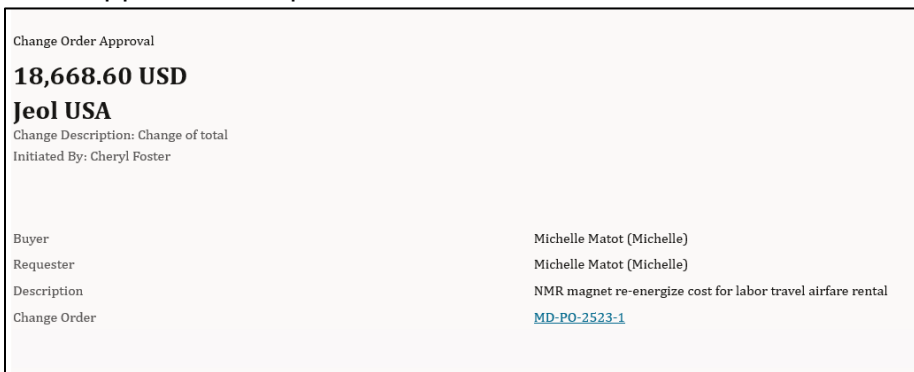 Change Order Approval
18,668.60 USD
Jeol USA
Change Description: Change of total
Initiated By: Cheryl Foster
Buyer Michelle Matot (Michelle)
Requester Michelle Matot (Michelle)
Description NMR magnet re-energize cost for labor travel airfare rental
Change Order MD-PO-2523-1